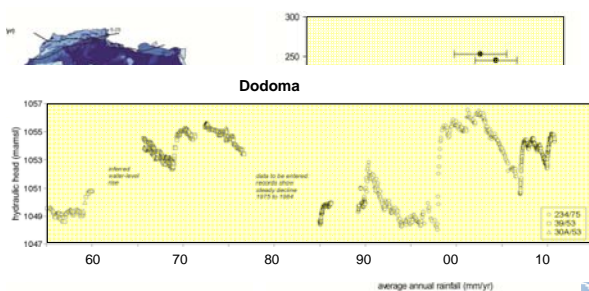 300
250
Dodoma
1057
1055
1053
1051
1049
1047
hydraulic head (mamsl)
inferred
water-level
rise
data to be entered
records show
steady decline
1975 to 1984
234/75
39/53
30A/53
60
70
80
90
00
10
average annual rainfall (mm/yr)